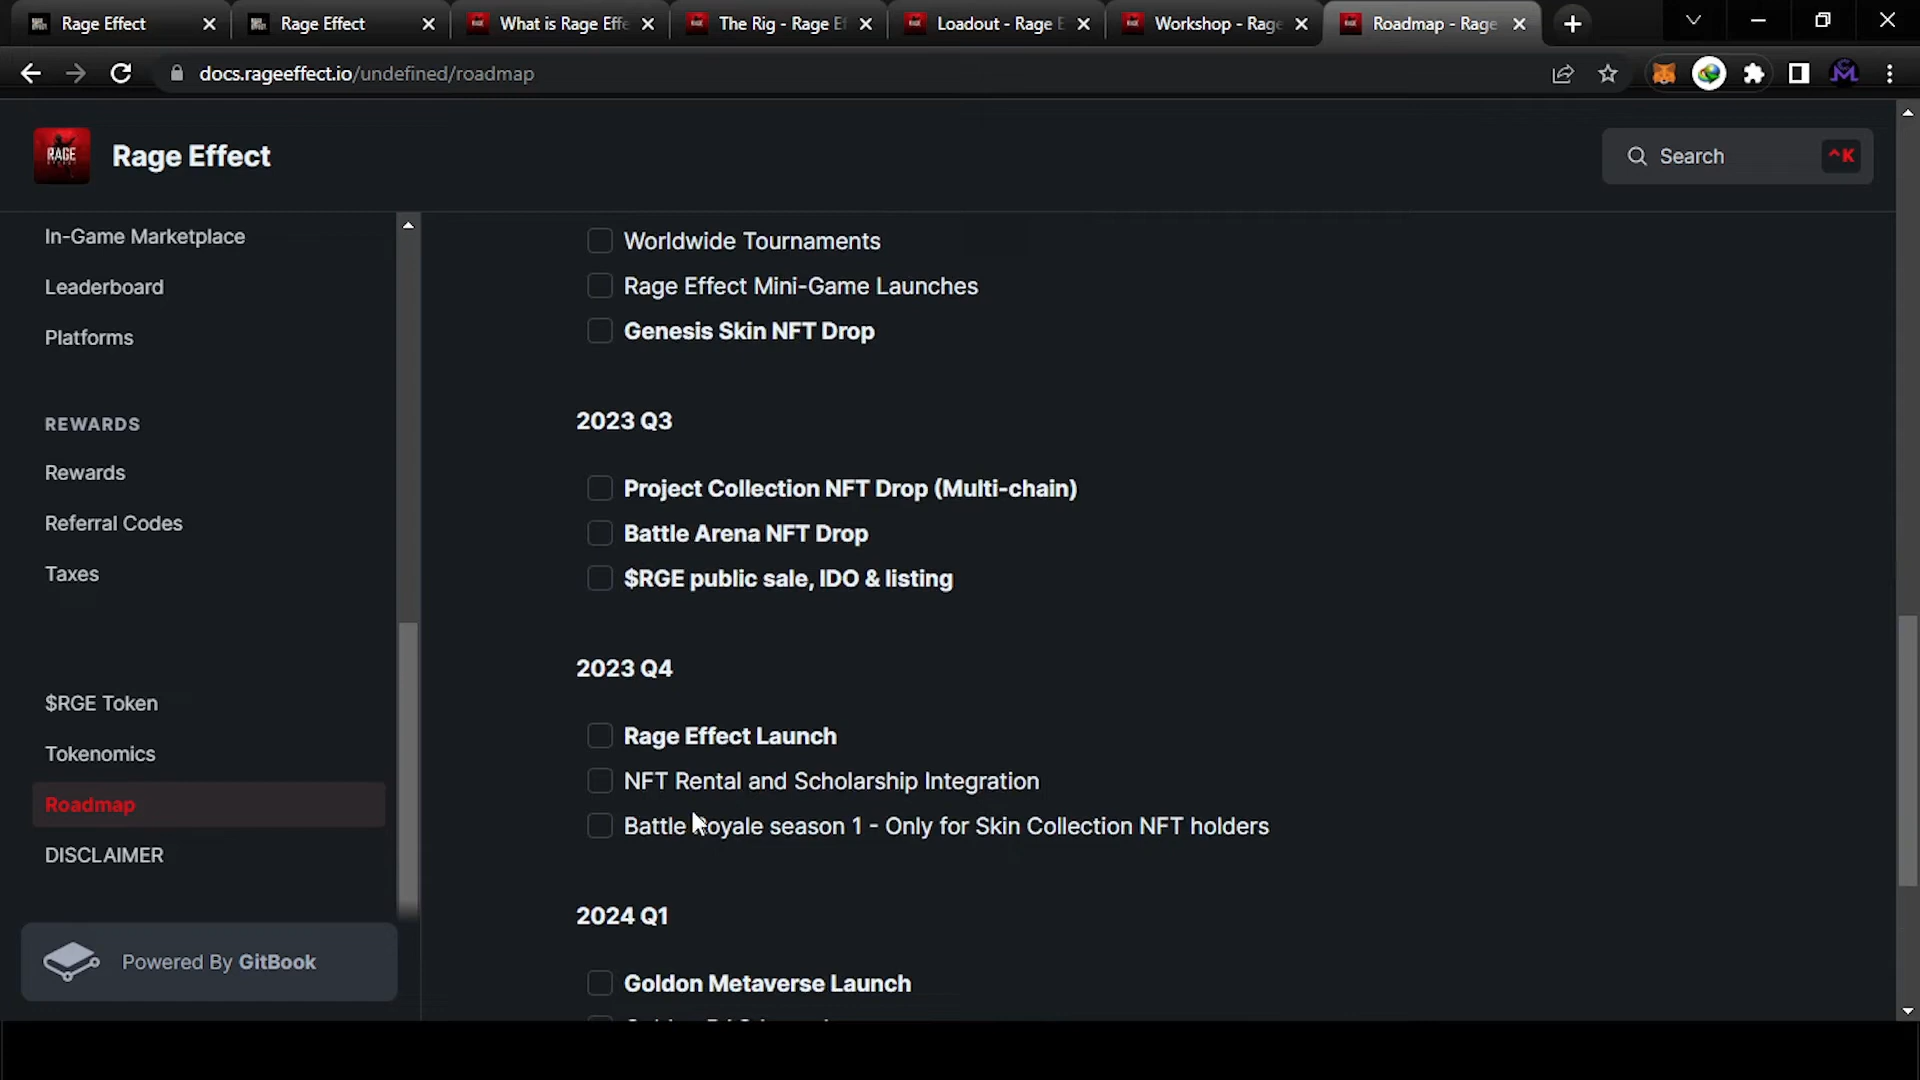 Rage Effect
Rage Effect
What is Rage Effe
The Rig - Rage E
Loadout - Rage E
Workshop - Rage
Roadmap - Rage
docs.rageeffect.io/undefined/roadmap
RAGE
Rage Effect
Search
^K
In-Game Marketplace
Leaderboard
Platforms
REWARDS
Rewards
Referral Codes
Taxes
$RGE Token
Tokenomics
Roadmap
DISCLAIMER
Powered By GitBook
Worldwide Tournaments
Rage Effect Mini-Game Launches
Genesis Skin NFT Drop
2023 Q3
Project Collection NFT Drop (Multi-chain)
Battle Arena NFT Drop
$RGE public sale, IDO & listing
2023 Q4
Rage Effect Launch
NFT Rental and Scholarship Integration
Battle Royale season 1 - Only for Skin Collection NFT holders
2024 Q1
Goldon Metaverse Launch